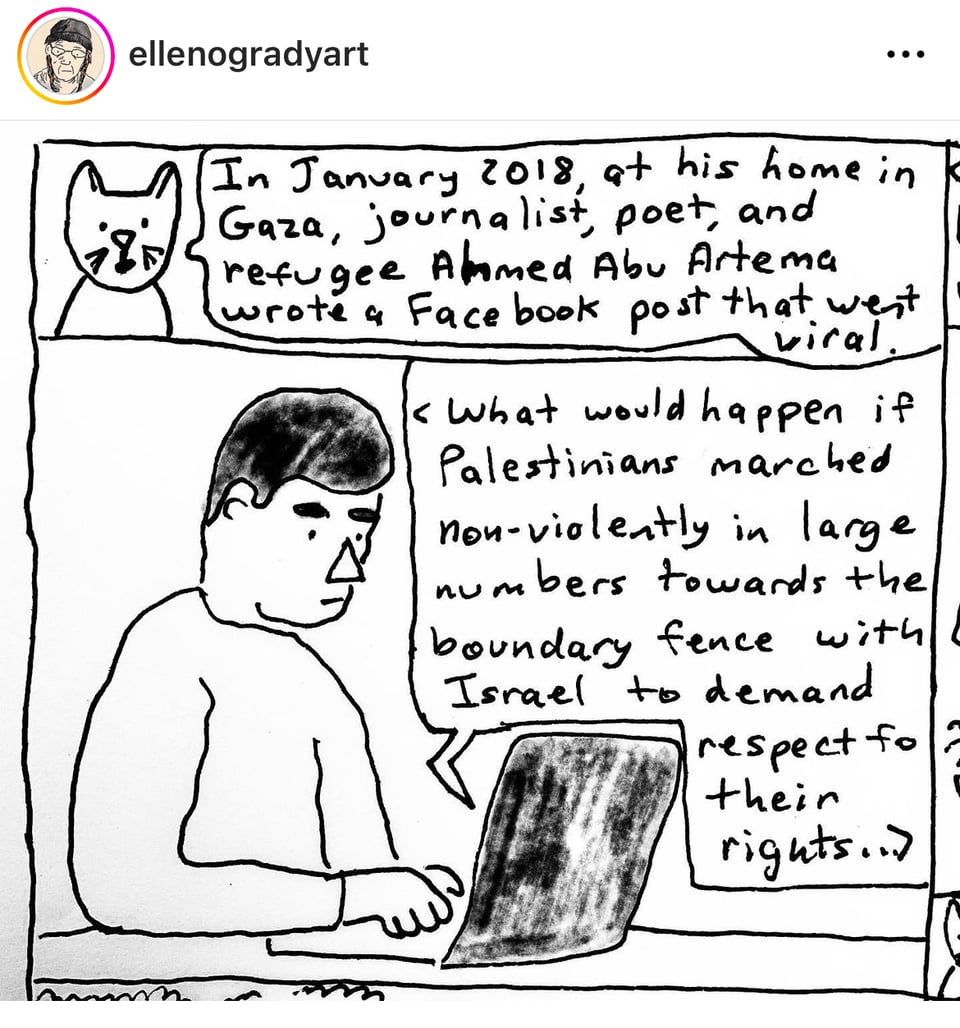 ellenogradyart
In January 2018, at his home in
Gaza, journalist, poet, and
refugee Ahmed Abu Artema
wrote a Facebook post that went
viral.
< What would happen if
Palestinians marched
non-violently in large
numbers towards the
boundary fence with
Israel to demand
respect fo
their
rights...>